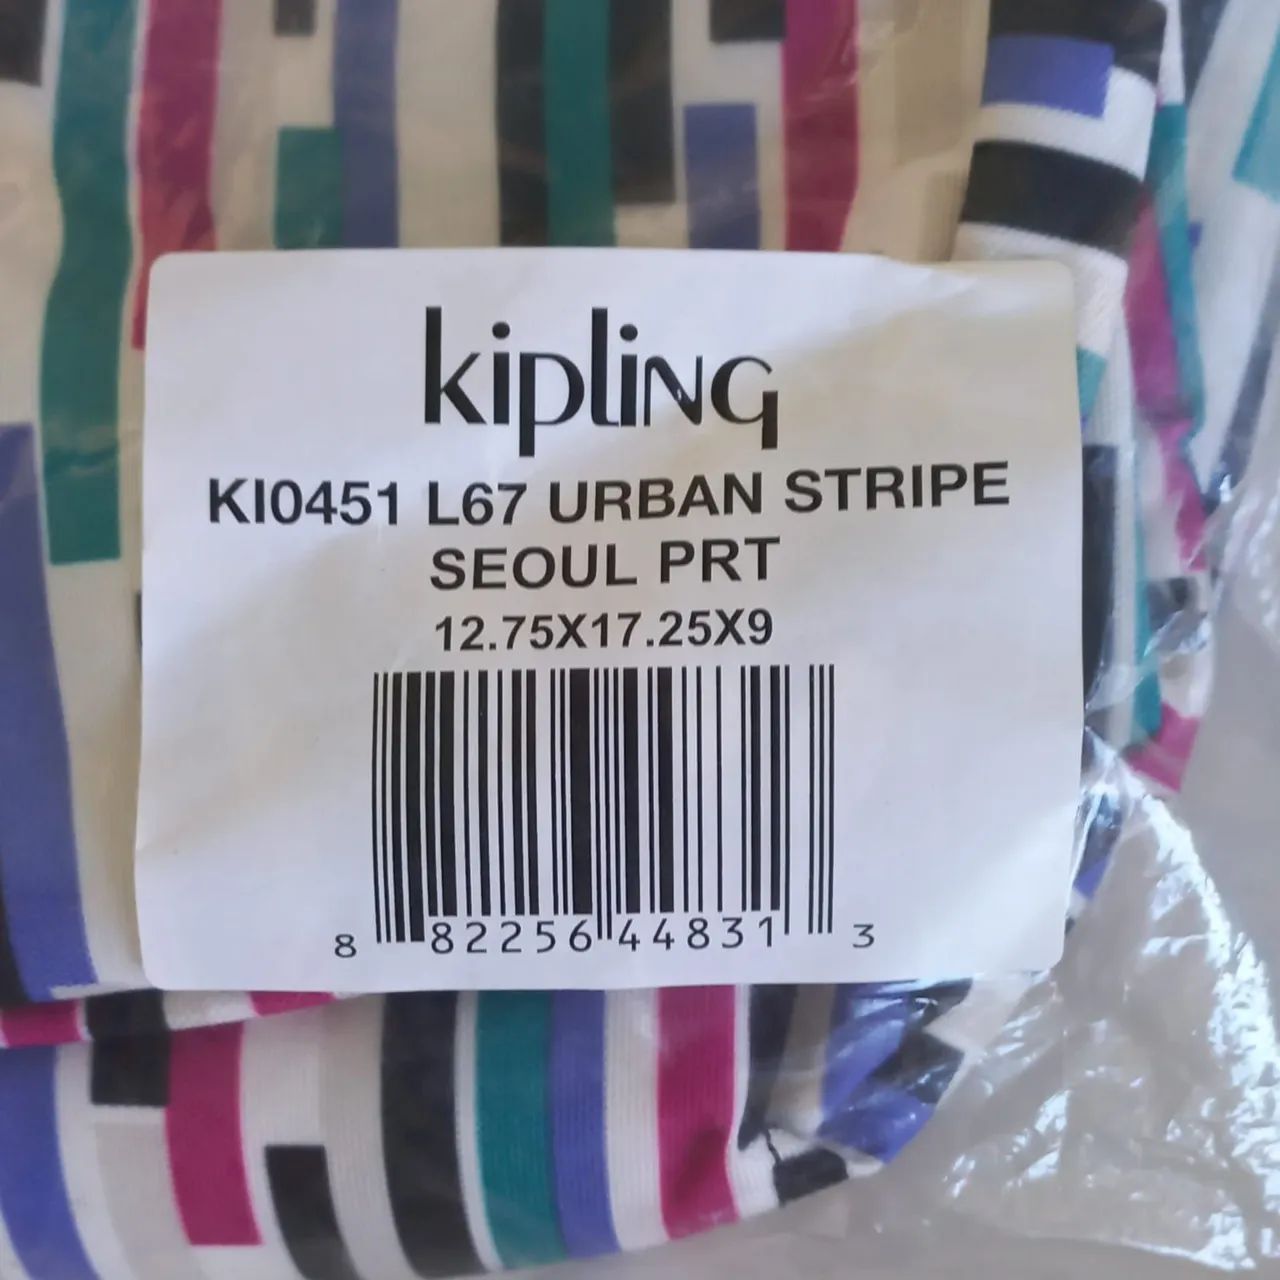 kipling
KI0451 L67 URBAN STRIPE
SEOUL PRT
12.75X17.25X9
8 82256 44831 3